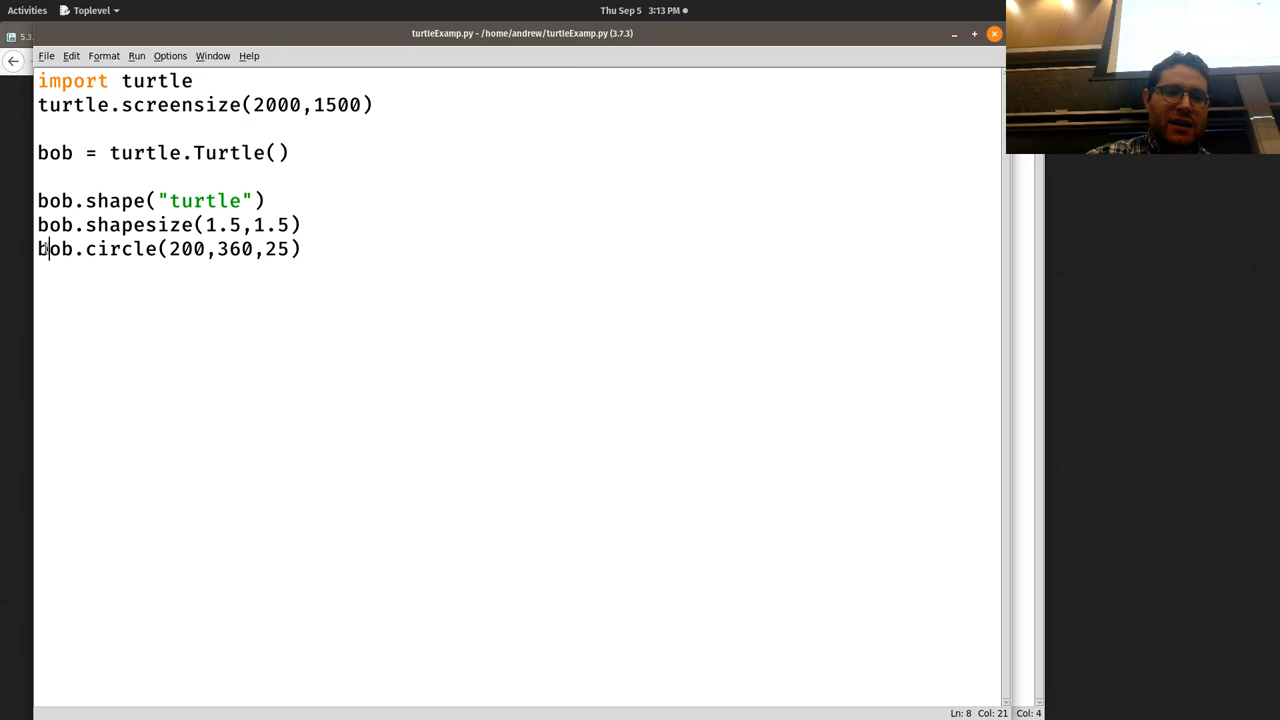 Activities
Toplevel
Thu Sep 5 3:13 PM
5.3.
turtleExamp.py - /home/andrew/turtleExamp.py (3.7.3)
File Edit Format Run Options Window Help
import turtle
turtle.screensize(2000,1500)
bob = turtle.Turtle()
bob.shape("turtle")
bob.shapesize(1.5,1.5)
bob.circle(200,360,25)
Ln: 8 Col: 21
Col: 4